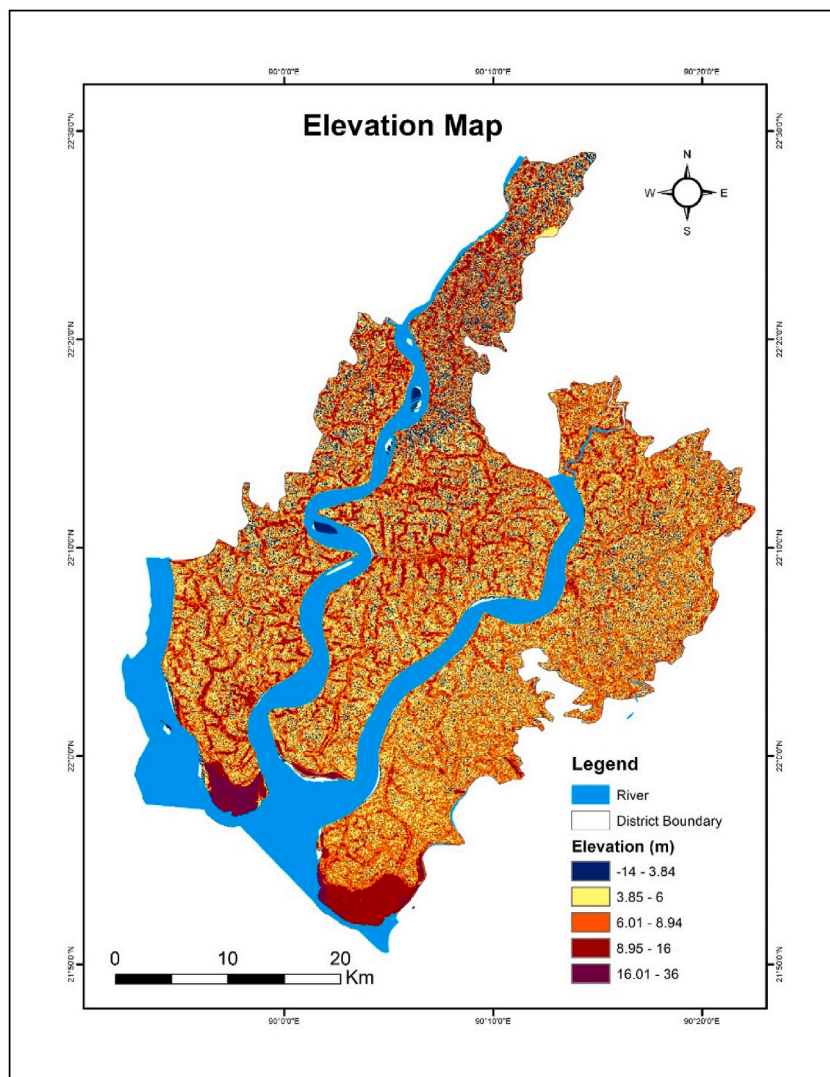 90°0'0"E 90°10'0"E 90°20'0"E
Elevation Map
22°30'0"N 22°30'0"N
N
W E
S
22°20'0"N 22°20'0"N
22°10'0"N 22°10'0"N
22°0'0"N 22°0'0"N
Legend
River
District Boundary
Elevation (m)
-14 - 3.84
3.85 - 6
6.01 - 8.94
8.95 - 16
16.01 - 36
21°50'0"N 21°50'0"N
0 10 20
Km
90°0'0"E 90°10'0"E 90°20'0"E